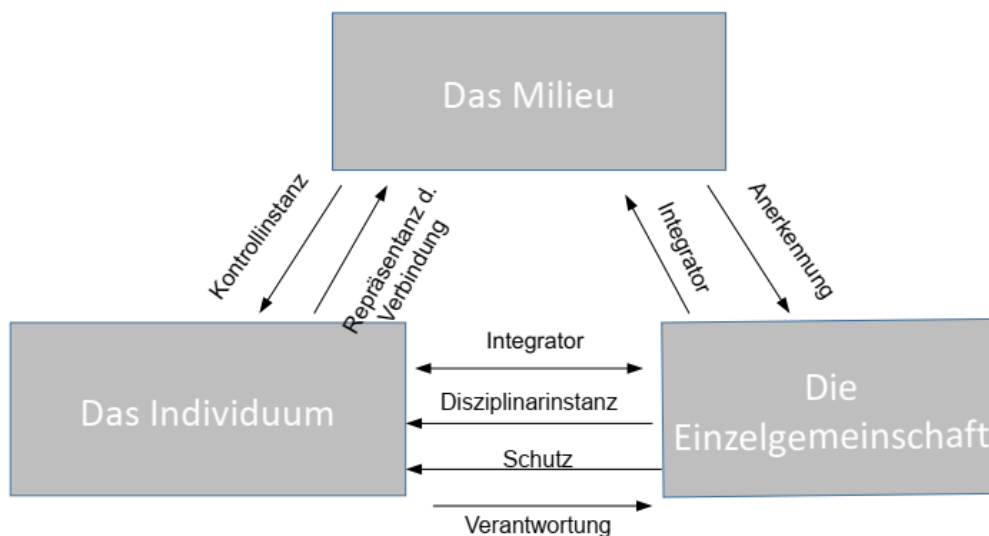 Das Milieu
Kontrollinstanz
Repräsentanz d.
Verbindung
Integrator
Anerkennung
Das Individuum
Integrator
Disziplinarinstanz
Schutz
Verantwortung
Die
Einzelgemeinschaft